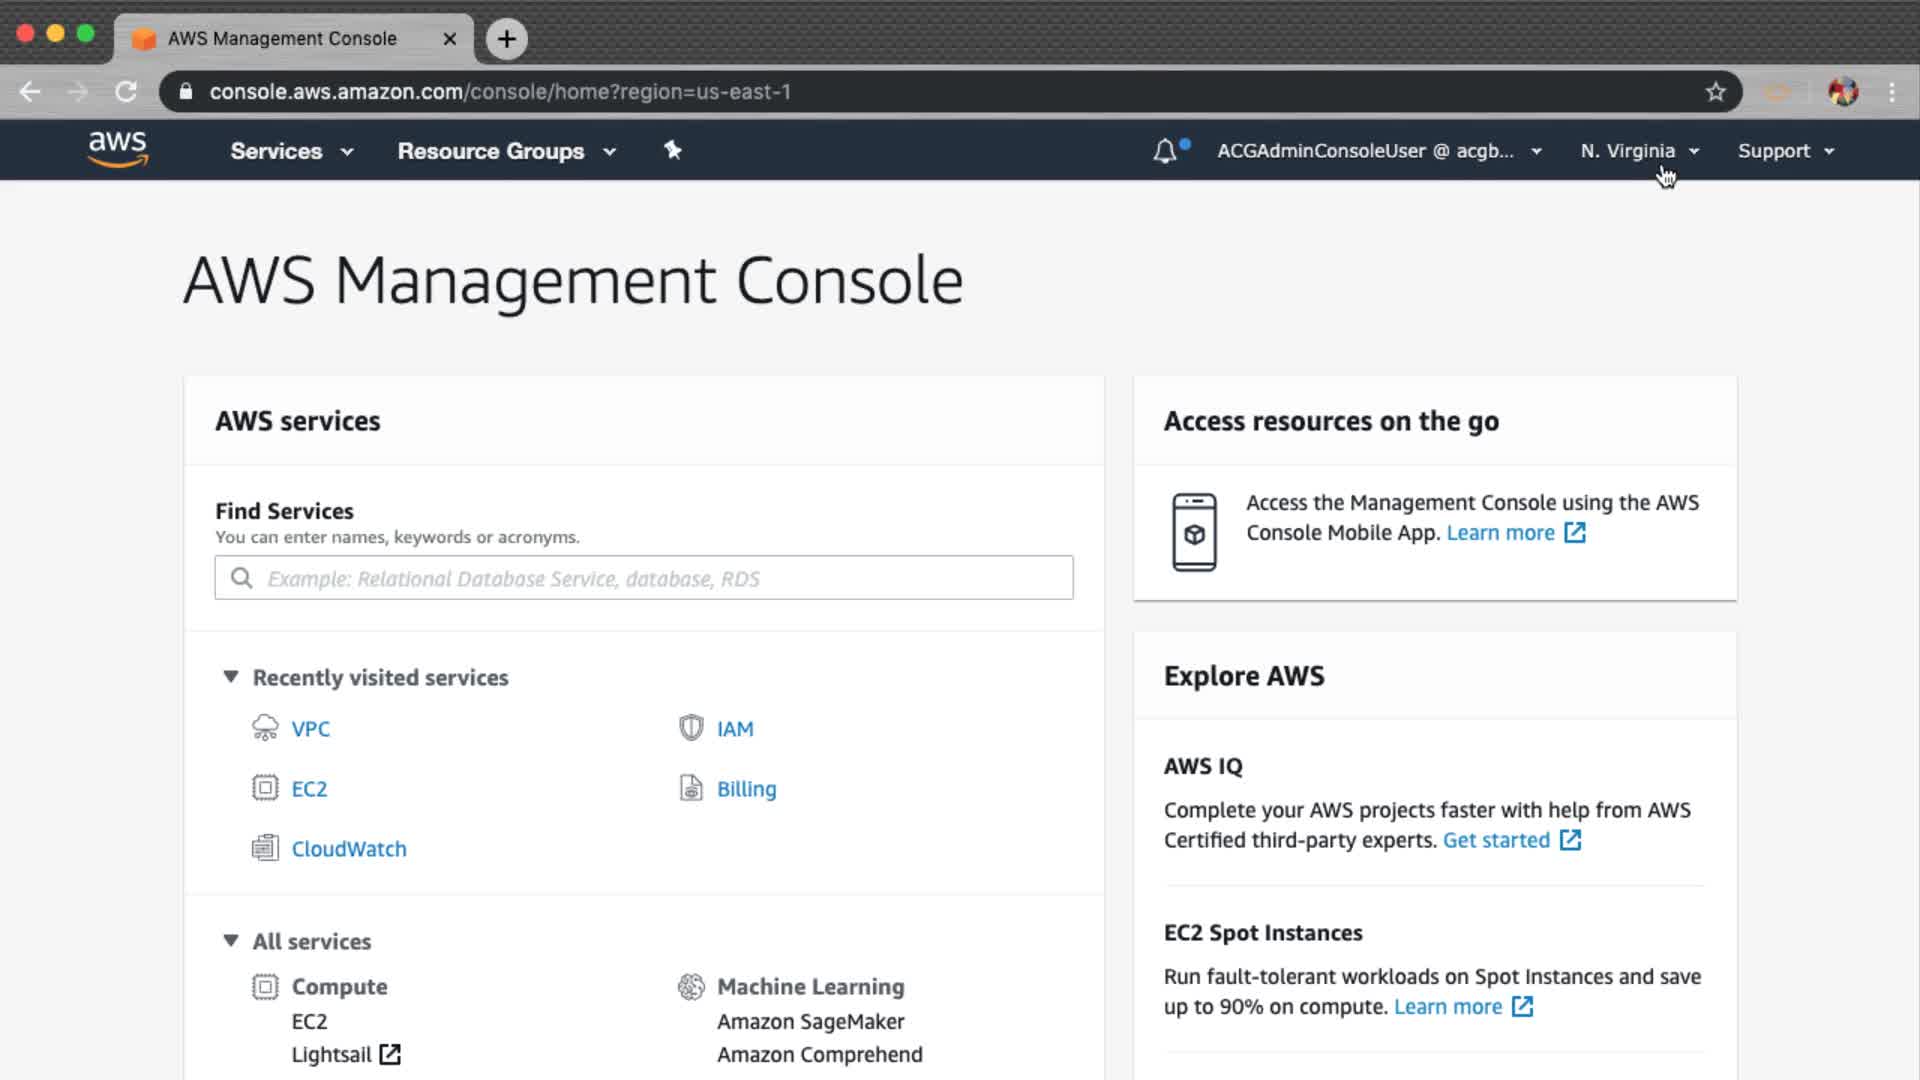 AWS Management Console
console.aws.amazon.com/console/home?region=us-east-1
aws
Services
Resource Groups
ACGAdminConsoleUser @ acgb...
N. Virginia
Support
AWS Management Console
AWS services
Find Services
You can enter names, keywords or acronyms.
Example: Relational Database Service, database, RDS
Recently visited services
VPC
IAM
EC2
Billing
CloudWatch
All services
Compute
EC2
Lightsail
Machine Learning
Amazon SageMaker
Amazon Comprehend
Access resources on the go
Access the Management Console using the AWS
Console Mobile App. Learn more
Explore AWS
AWS IQ
Complete your AWS projects faster with help from AWS
Certified third-party experts. Get started
EC2 Spot Instances
Run fault-tolerant workloads on Spot Instances and save
up to 90% on compute. Learn more